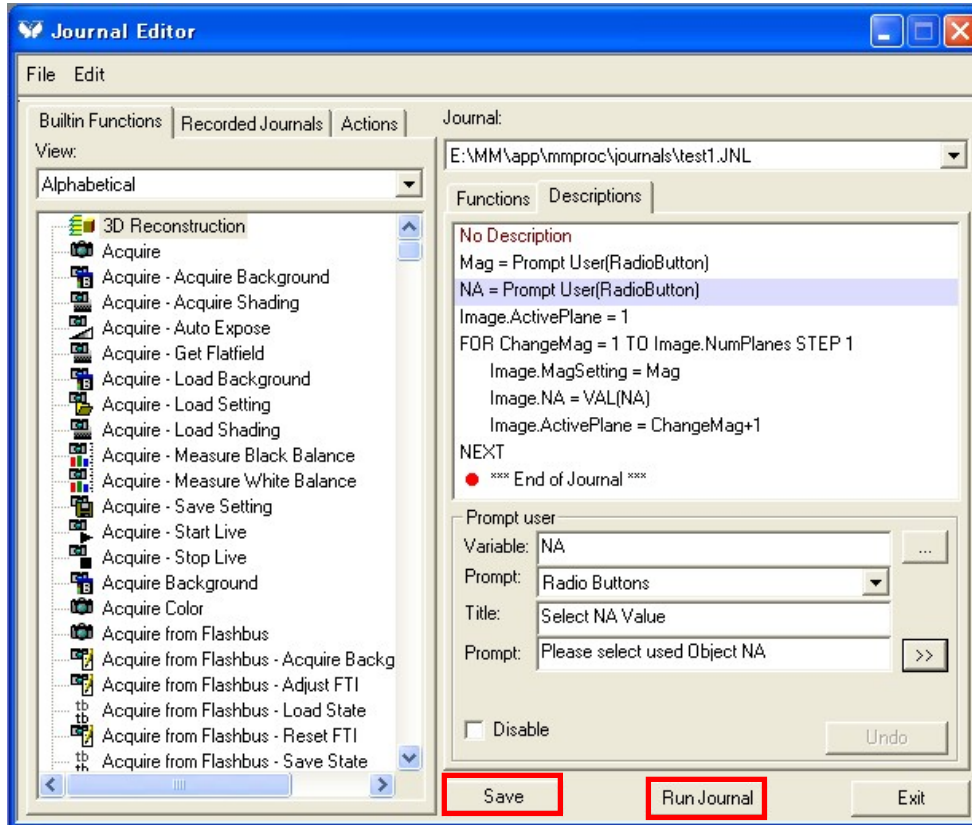 Journal Editor
File Edit
Builtin Functions Recorded Journals Actions
View:
Alphabetical
3D Reconstruction
Acquire
Acquire - Acquire Background
Acquire - Acquire Shading
Acquire - Auto Expose
Acquire - Get Flatfield
Acquire - Load Background
Acquire - Load Setting
Acquire - Load Shading
Acquire - Measure Black Balance
Acquire - Measure White Balance
Acquire - Save Setting
Acquire - Start Live
Acquire - Stop Live
Acquire Background
Acquire Color
Acquire from Flashbus
Acquire from Flashbus - Acquire Backg
Acquire from Flashbus - Adjust FTI
Acquire from Flashbus - Load State
Acquire from Flashbus - Reset FTI
Acquire from Flashbus - Save State
Journal:
E:\MM\app\mmproc\journals\test1.JNL
Functions Descriptions
No Description
Mag = Prompt User(RadioButton)
NA = Prompt User(RadioButton)
Image.ActivePlane = 1
FOR ChangeMag = 1 TO Image.NumPlanes STEP 1
Image.MagSetting = Mag
Image.NA = VAL(NA)
Image.ActivePlane = ChangeMag+1
NEXT
*** End of Journal ***
Prompt user
Variable: NA ...
Prompt: Radio Buttons
Title: Select NA Value
Prompt: Please select used Object NA >>
Disable Undo
Save Run Journal Exit